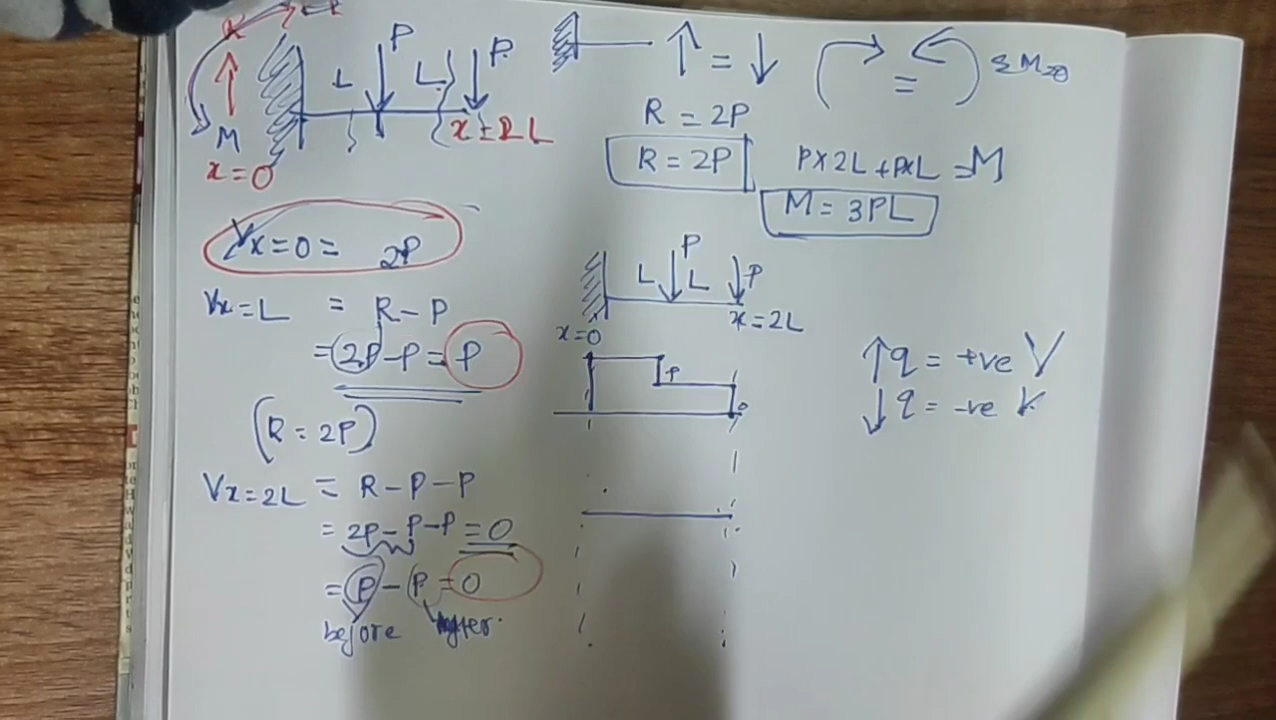 P
P
L
L
M
x = 2L
x = 0
↑ = ↓
= ΣM=0
R = 2P
R = 2P
P×2L + P×L = M
M = 3PL
Vx=0 = 2P
Vx=L = R - P
= 2P - P = P
(R = 2P)
Vx=2L = R - P - P
= 2P - P - P = 0
= P - P = 0
before after
P
L L P
x=0 x=2L
P
0
↑q = +ve V
↓q = -ve V